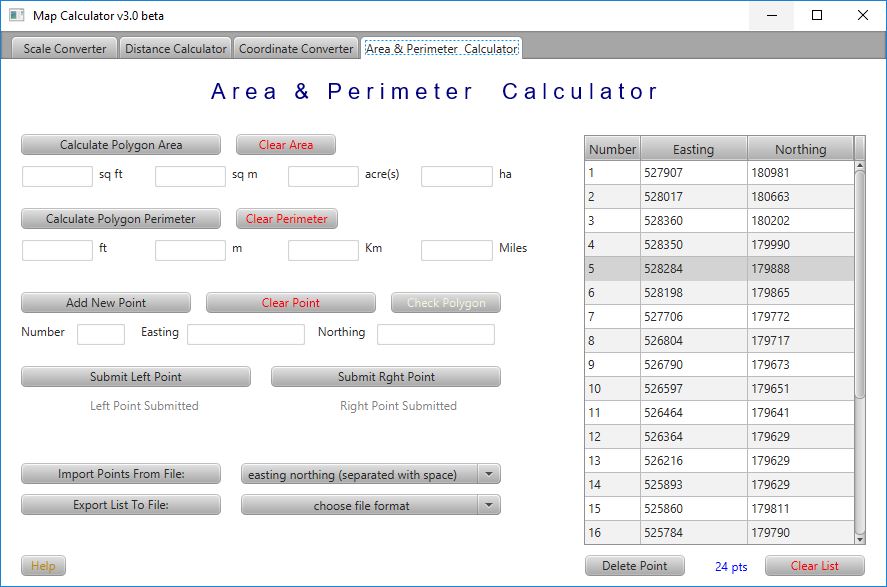 Map Calculator v3.0 beta
Scale Converter Distance Calculator Coordinate Converter Area & Perimeter Calculator
Area & Perimeter Calculator
Calculate Polygon Area Clear Area
sq ft sq m acre(s) ha
Calculate Polygon Perimeter Clear Perimeter
ft m Km Miles
Add New Point Clear Point Check Polygon
Number Easting Northing
Submit Left Point Submit Rght Point
Left Point Submitted Right Point Submitted
Import Points From File: easting northing (separated with space)
Export List To File: choose file format
Help
Number Easting Northing
1 527907 180981
2 528017 180663
3 528360 180202
4 528350 179990
5 528284 179888
6 528198 179865
7 527706 179772
8 526804 179717
9 526790 179673
10 526597 179651
11 526464 179641
12 526364 179629
13 526216 179629
14 525893 179629
15 525860 179811
16 525784 179790
Delete Point 24 pts Clear List